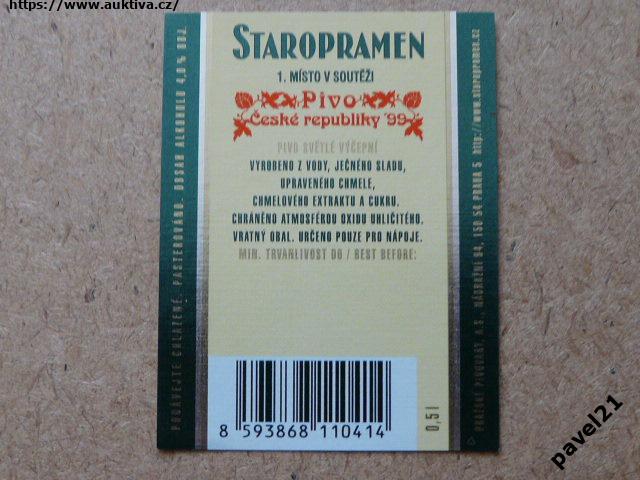 https://www.auktiva.cz/
STAROPRAMEN
1. MÍSTO V SOUTĚŽI
Pivo
České republiky '99
PIVO SVĚTLÉ VÝČEPNÍ
VYROBENO Z VODY, JEČNÉHO SLADU,
UPRAVENÉHO CHMELE,
CHMELOVÉHO EXTRAKTU A CUKRU.
CHRÁNĚNO ATMOSFÉROU OXIDU UHLIČITÉHO.
VRATNÝ OBAL. URČENO POUZE PRO NÁPOJE.
MIN. TRVANLIVOST DO / BEST BEFORE:
8 593868 110414
0,5 l
PODÁVEJTE CHLAZENÉ. PASTEROVÁNO. OBSAH ALKOHOLU 4,0% OBJ.
PRAŽSKÉ PIVOVARY, A.S., NÁDRAŽNÍ 84, 150 54 PRAHA 5 http://www.staropramen.cz
pavel21